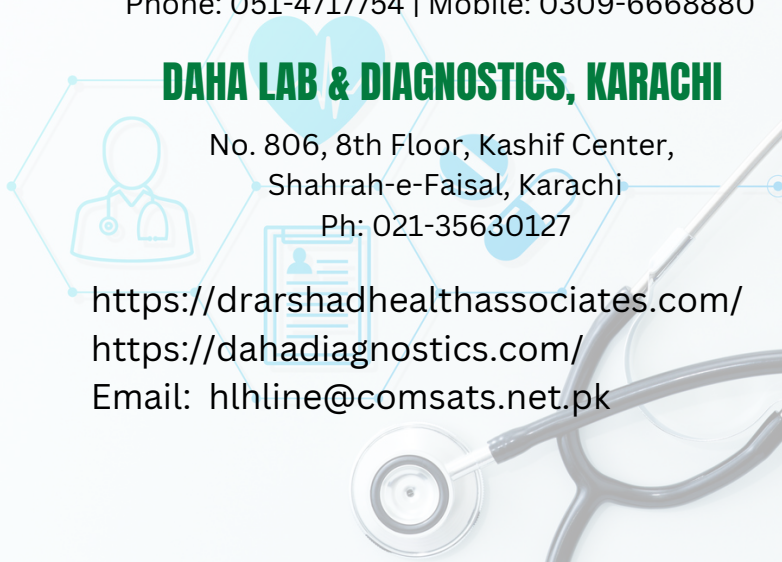 Phone: 051-4717754 | Mobile: 0309-6668880
DAHA LAB & DIAGNOSTICS, KARACHI
No. 806, 8th Floor, Kashif Center,
Shahrah-e-Faisal, Karachi
Ph: 021-35630127
https://drarshadhealthassociates.com/
https://dahadiagnostics.com/
Email: hlhline@comsats.net.pk